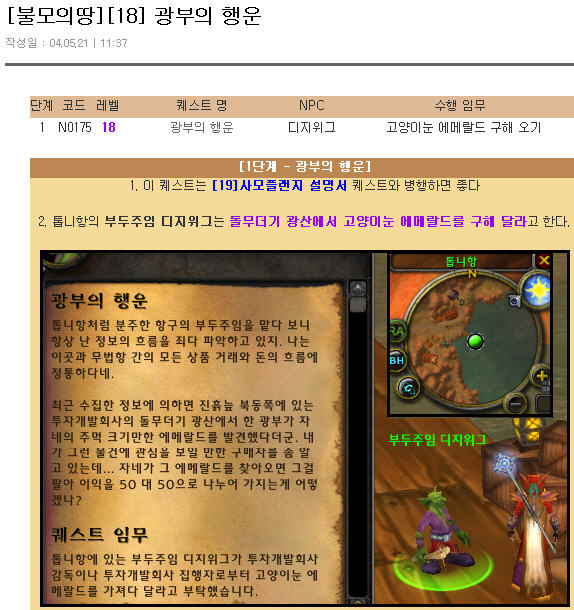 [불모의땅][18] 광부의 행운
작성일 : 04.05.21 | 11:37
단계 코드 레벨 퀘스트 명 NPC 수행 임무
1 N0175 18 광부의 행운 디지위그 고양이눈 에메랄드 구해 오기
[1단계 - 광부의 행운]
1. 이 퀘스트는 [19]사모플랜지 설명서 퀘스트와 병행하면 좋다
2. 톱니항의 부두주임 디지위그는 돌무더기 광산에서 고양이눈 에메랄드를 구해 달라고 한다.
광부의 행운
톱니항처럼 분주한 항구의 부두주임을 맡다 보니
항상 난 정보의 흐름을 죄다 파악하고 있지. 나는
이곳과 무법항 간의 모든 상품 거래와 돈의 흐름에
정통하다네.
최근 수집한 정보에 의하면 진흙늪 북동쪽에 있는
투자개발회사의 돌무더기 광산에서 한 광부가 자
네의 주먹 크기만한 에메랄드를 발견했다더군. 내
가 그런 물건에 관심을 보일 만한 구매자를 좀 알
고 있는데... 자네가 그 에메랄드를 찾아오면 그걸
팔아 이익을 50 대 50으로 나누어 가지는게 어떻
겠나?
퀘스트 임무
톱니항에 있는 부두주임 디지위그가 투자개발회사
감독이나 투자개발회사 집행자로부터 고양이눈 에
메랄드를 가져다 달라고 부탁했습니다.
톱니항
N
RA
BH
부두주임 디지위그